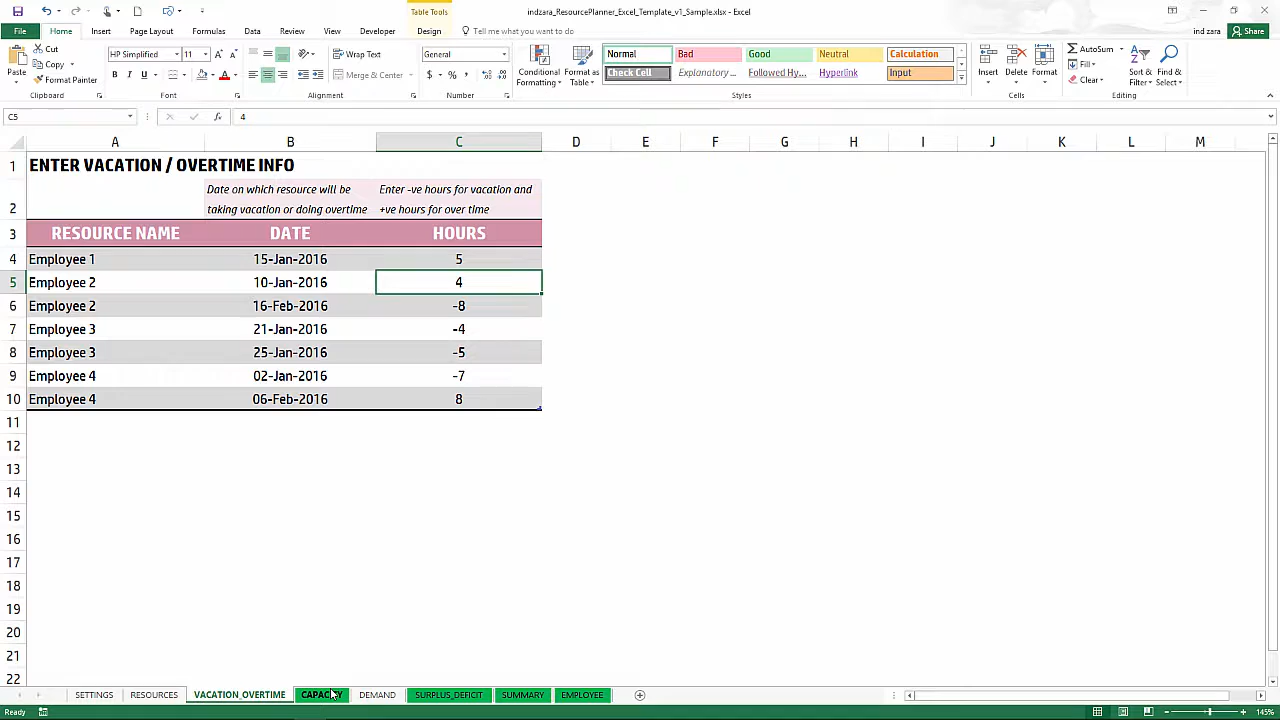 Table Tools
indzara_ResourcePlanner_Excel_Template_v1_Sample.xlsx - Excel
File Home Insert Page Layout Formulas Data Review View Developer Design Tell me what you want to do
ind zara Share
Paste Cut
Copy
Format Painter
HP Simplified 11
B I U
Wrap Text
Merge & Center
General
$ % ,
Conditional Formatting
Format as Table
Normal Bad Good Neutral Calculation
Check Cell Explanatory ... Followed Hy... Hyperlink Input
Insert Delete Format
AutoSum
Fill
Clear
Sort & Filter
Find & Select
Clipboard Font Alignment Number Styles Cells Editing
C5 fx 4
A B C D E F G H I J K L M
1 ENTER VACATION / OVERTIME INFO
2 Date on which resource will be taking vacation or doing overtime Enter -ve hours for vacation and +ve hours for over time
3 RESOURCE NAME DATE HOURS
4 Employee 1 15-Jan-2016 5
5 Employee 2 10-Jan-2016 4
6 Employee 2 16-Feb-2016 -8
7 Employee 3 21-Jan-2016 -4
8 Employee 3 25-Jan-2016 -5
9 Employee 4 02-Jan-2016 -7
10 Employee 4 06-Feb-2016 8
11
12
13
14
15
16
17
18
19
20
21
22
SETTINGS RESOURCES VACATION_OVERTIME CAPACITY DEMAND SURPLUS_DEFICIT SUMMARY EMPLOYEE
Ready 145%